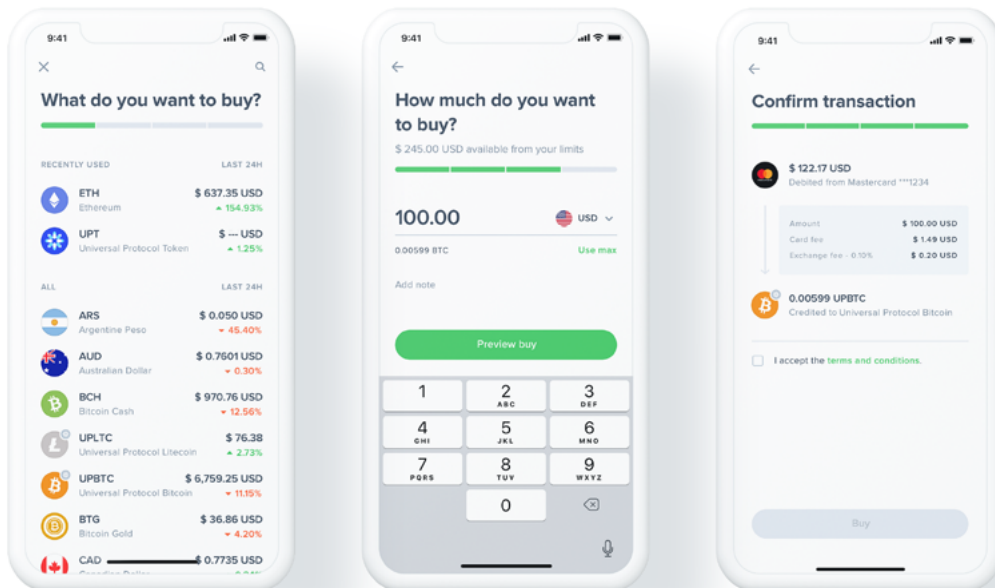 9:41
What do you want to buy?
RECENTLY USED LAST 24H
ETH $ 637.35 USD
Ethereum 154.93%
UPT $ --- USD
Universal Protocol Token 1.25%
ALL LAST 24H
ARS $ 0.050 USD
Argentine Peso 45.40%
AUD $ 0.7601 USD
Australian Dollar 0.30%
BCH $ 970.76 USD
Bitcoin Cash 12.56%
UPLTC $ 76.38
Universal Protocol Litecoin 2.73%
UPBTC $ 6,759.25 USD
Universal Protocol Bitcoin 11.15%
BTG $ 36.86 USD
Bitcoin Gold 4.20%
CAD $ 0.7735 USD
9:41
How much do you want
to buy?
$ 245.00 USD available from your limits
100.00 USD
0.00599 BTC Use max
Add note
Preview buy
1 2 3
ABC DEF
4 5 6
GHI JKL MNO
7 8 9
PQRS TUV WXYZ
0
9:41
Confirm transaction
$ 122.17 USD
Debited from Mastercard ***1234
Amount $ 100.00 USD
Card fee $ 1.49 USD
Exchange fee - 0.10% $ 0.20 USD
0.00599 UPBTC
Credited to Universal Protocol Bitcoin
I accept the terms and conditions.
Buy